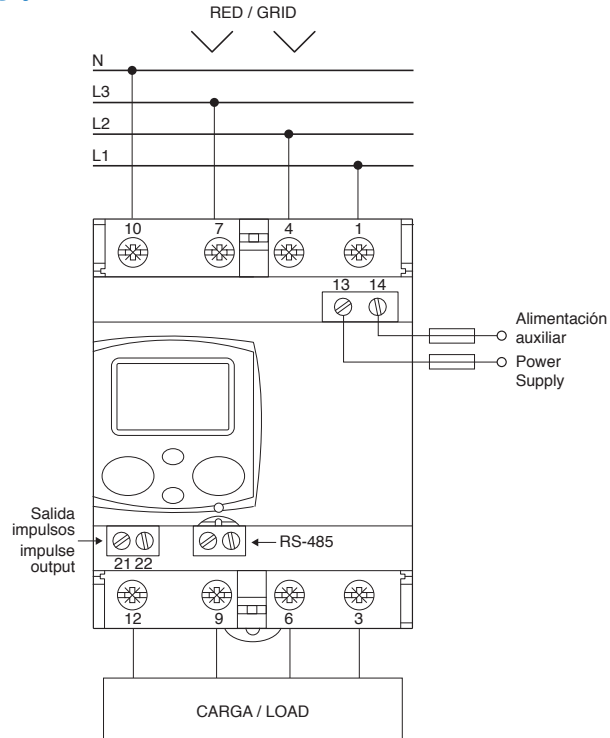 RED / GRID
N
L3
L2
L1
10 7 4 1
13 14
Alimentación
auxiliar
Power
Supply
Salida
impulsos
impulse
output
RS-485
21 22
12 9 6 3
CARGA / LOAD